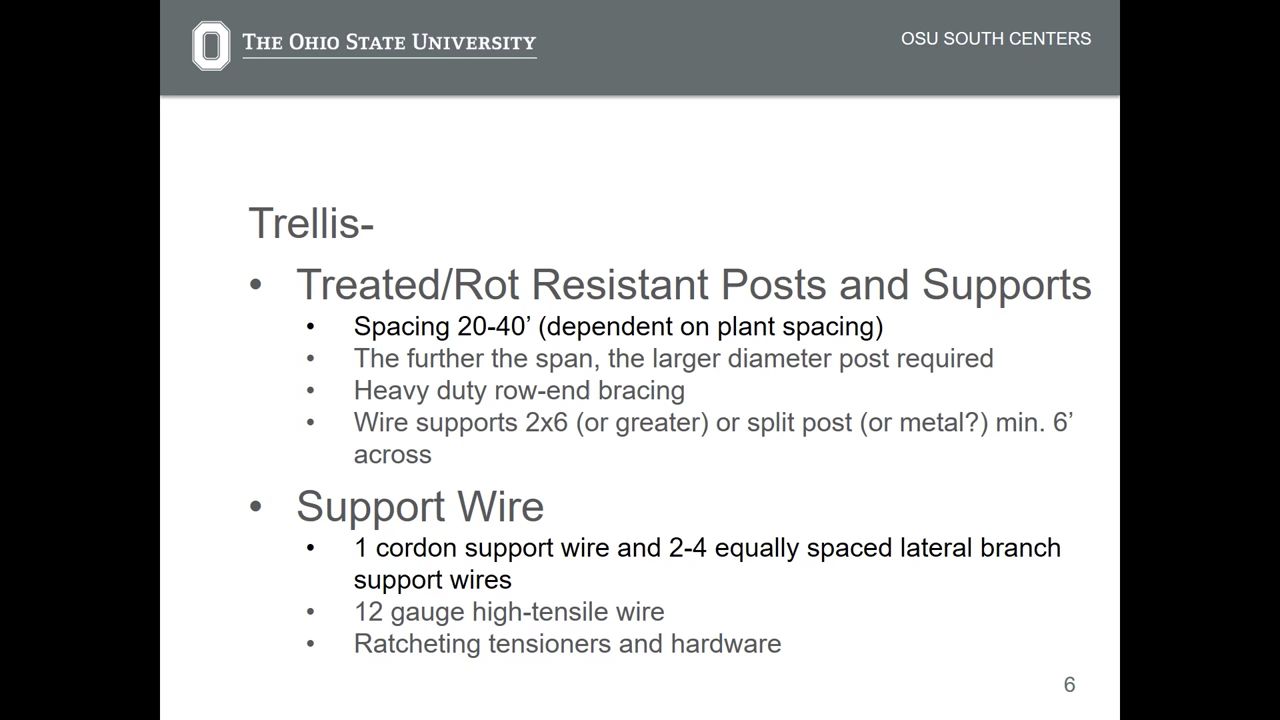 THE OHIO STATE UNIVERSITY
OSU SOUTH CENTERS
Trellis-
• Treated/Rot Resistant Posts and Supports
• Spacing 20-40’ (dependent on plant spacing)
• The further the span, the larger diameter post required
• Heavy duty row-end bracing
• Wire supports 2x6 (or greater) or split post (or metal?) min. 6’
across
• Support Wire
• 1 cordon support wire and 2-4 equally spaced lateral branch
support wires
• 12 gauge high-tensile wire
• Ratcheting tensioners and hardware
6